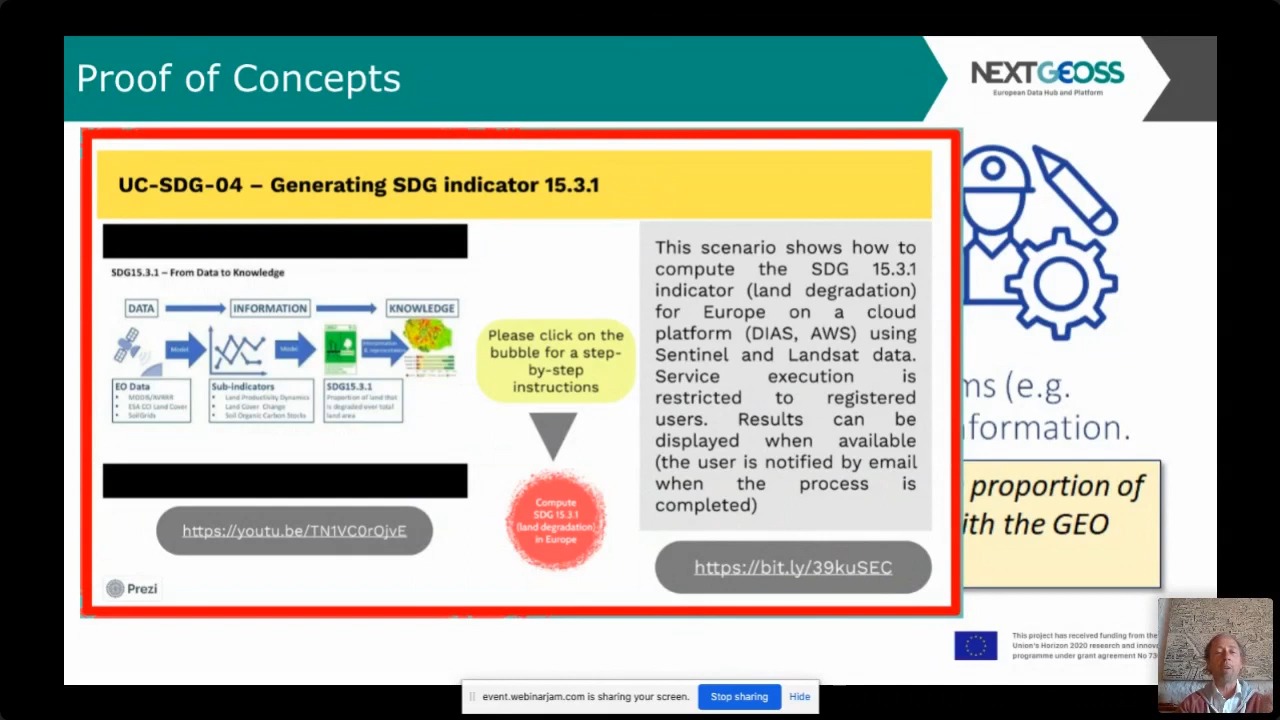 Proof of Concepts
NEXTGEOSS
European Data Hub and Platform
UC-SDG-04 – Generating SDG indicator 15.3.1
SDG15.3.1 – From Data to Knowledge
DATA
INFORMATION
KNOWLEDGE
Model
Model
Interpretation
EO Data
• MODIS/AVHRR
• ESA CCI Land Cover
• SoilGrids
Sub-indicators
• Land Productivity Dynamics
• Land Cover Change
• Soil Organic Carbon Stocks
SDG15.3.1
Proportion of land that
is degraded over total
land area
https://youtu.be/TN1VC0rQjvE
Prezi
Please click on the
bubble for a step-
by-step
instructions
Compute
SDG 15.3.1
(land degradation)
in Europe
This scenario shows how to
compute the SDG 15.3.1
indicator (land degradation)
for Europe on a cloud
platform (DIAS, AWS) using
Sentinel and Landsat data.
Service execution is
restricted to registered
users. Results can be
displayed when available
(the user is notified by email
when the process is
completed)
https://bit.ly/39kuSEC
ms (e.g.
formation.
proportion of
ith the GEO
This project has received funding from the
Union's Horizon 2020 research and innova
programme under grant agreement No 73
event.webinarjam.com is sharing your screen.
Stop sharing
Hide